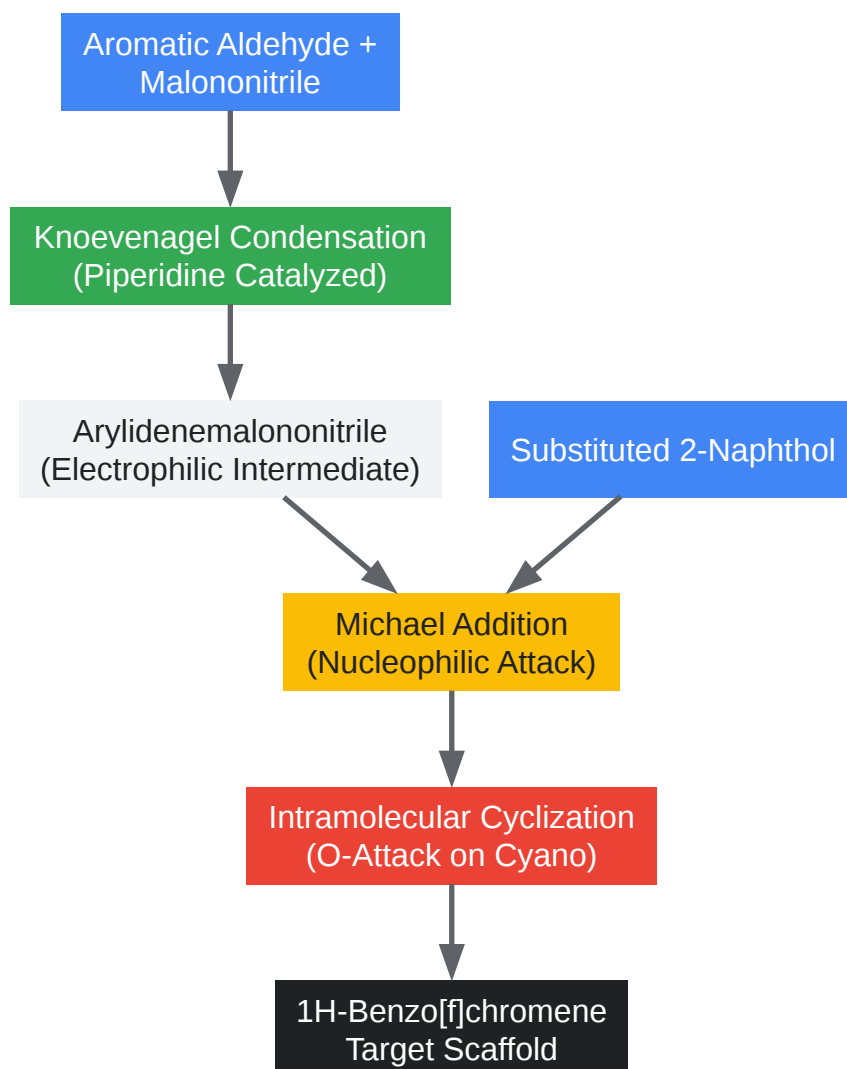 Aromatic Aldehyde +
Malononitrile
Knoevenagel Condensation
(Piperidine Catalyzed)
Arylidenemalononitrile
(Electrophilic Intermediate)
Substituted 2-Naphthol
Michael Addition
(Nucleophilic Attack)
Intramolecular Cyclization
(O-Attack on Cyano)
1H-Benzo[f]chromene
Target Scaffold